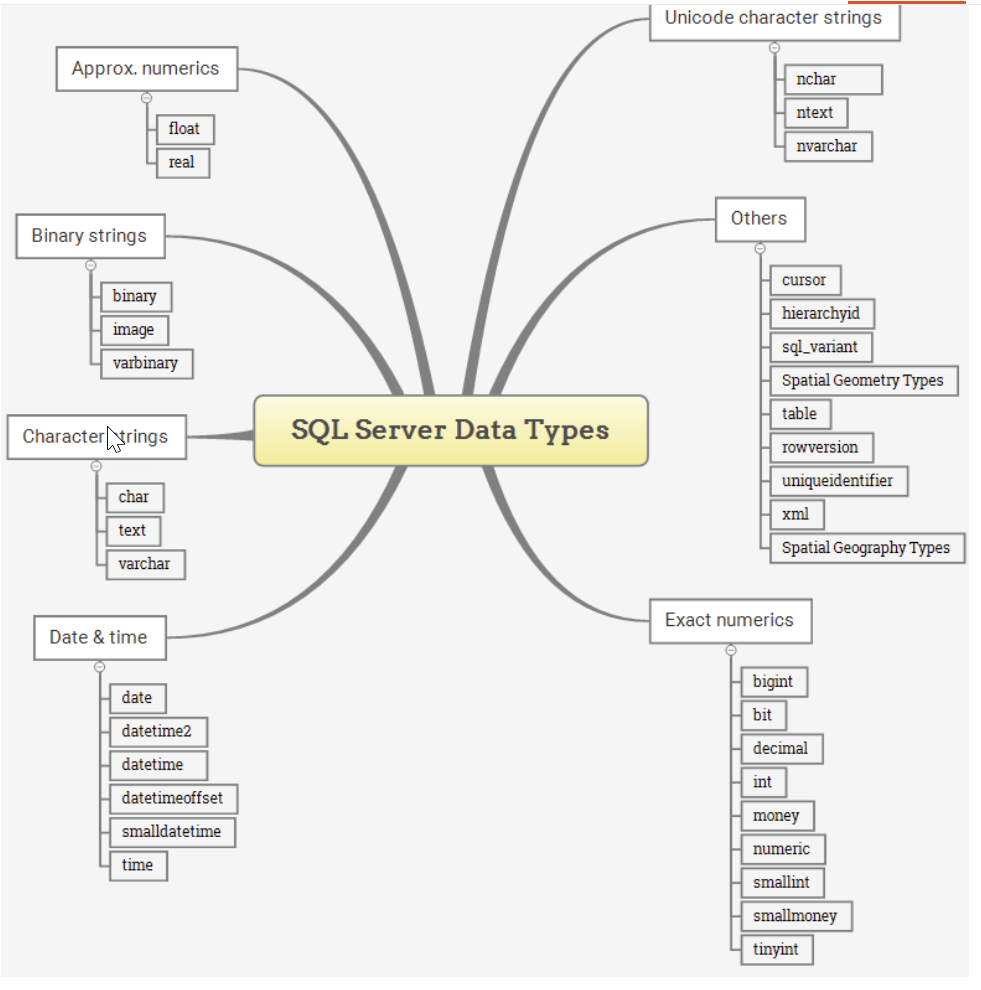 Unicode character strings
nchar
ntext
nvarchar
Approx. numerics
float
real
Binary strings
binary
image
varbinary
Others
cursor
hierarchyid
sql_variant
Spatial Geometry Types
table
rowversion
uniqueidentifier
xml
Spatial Geography Types
SQL Server Data Types
Character strings
char
text
varchar
Date & time
date
datetime2
datetime
datetimeoffset
smalldatetime
time
Exact numerics
bigint
bit
decimal
int
money
numeric
smallint
smallmoney
tinyint